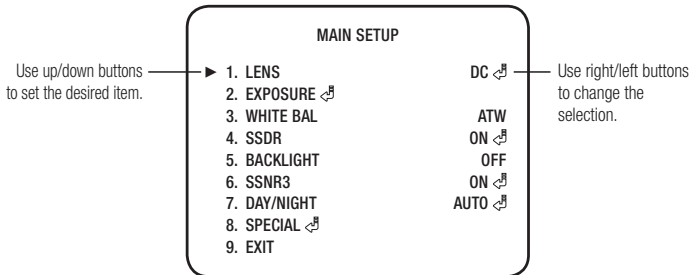 MAIN SETUP
Use up/down buttons
to set the desired item.
► 1. LENS DC ⏎
2. EXPOSURE ⏎
3. WHITE BAL ATW
4. SSDR ON ⏎
5. BACKLIGHT OFF
6. SSNR3 ON ⏎
7. DAY/NIGHT AUTO ⏎
8. SPECIAL ⏎
9. EXIT
Use right/left buttons
to change the
selection.